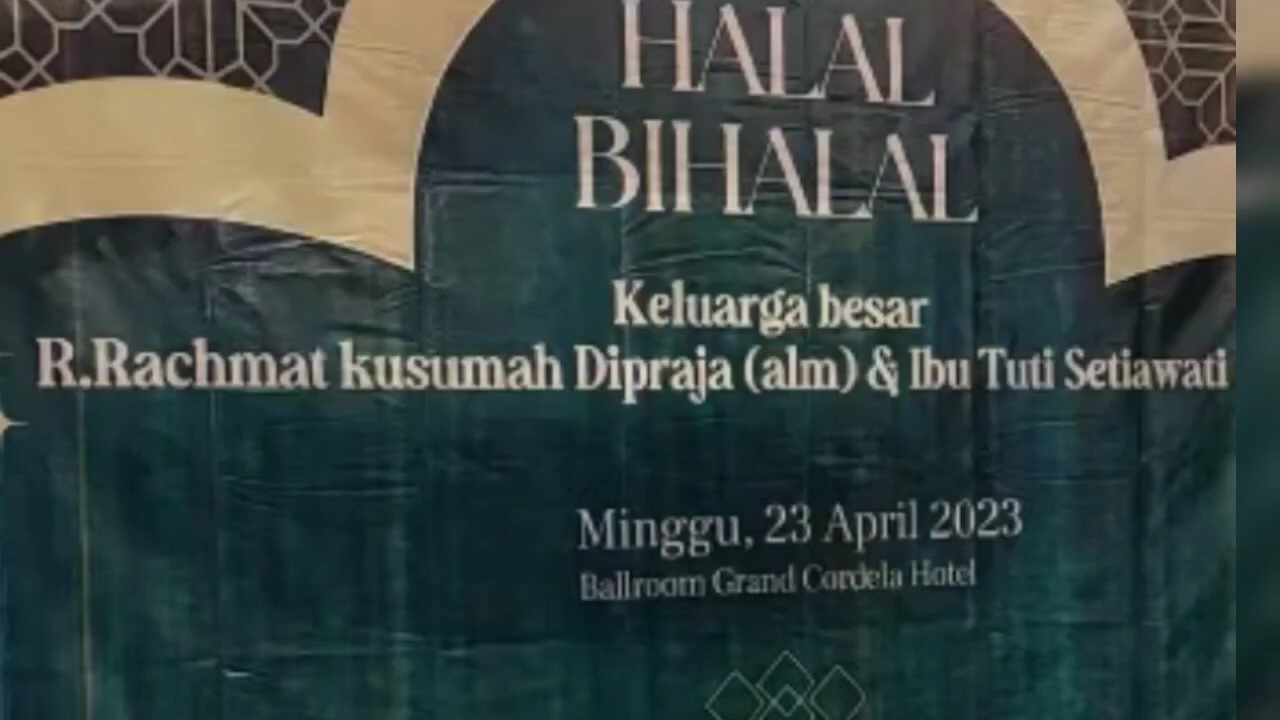 HALAL
BIHALAL
Keluarga besar
R.Rachmat kusumah Dipraja (alm) & Ibu Tuti Setiawati
Minggu, 23 April 2023
Ballroom Grand Cordela Hotel